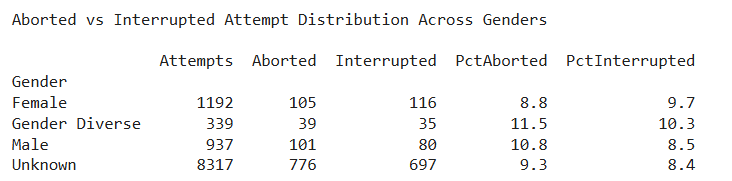 Aborted vs Interrupted Attempt Distribution Across Genders
Attempts Aborted Interrupted PctAborted PctInterrupted
Gender
Female 1192 105 116 8.8 9.7
Gender Diverse 339 39 35 11.5 10.3
Male 937 101 80 10.8 8.5
Unknown 8317 776 697 9.3 8.4